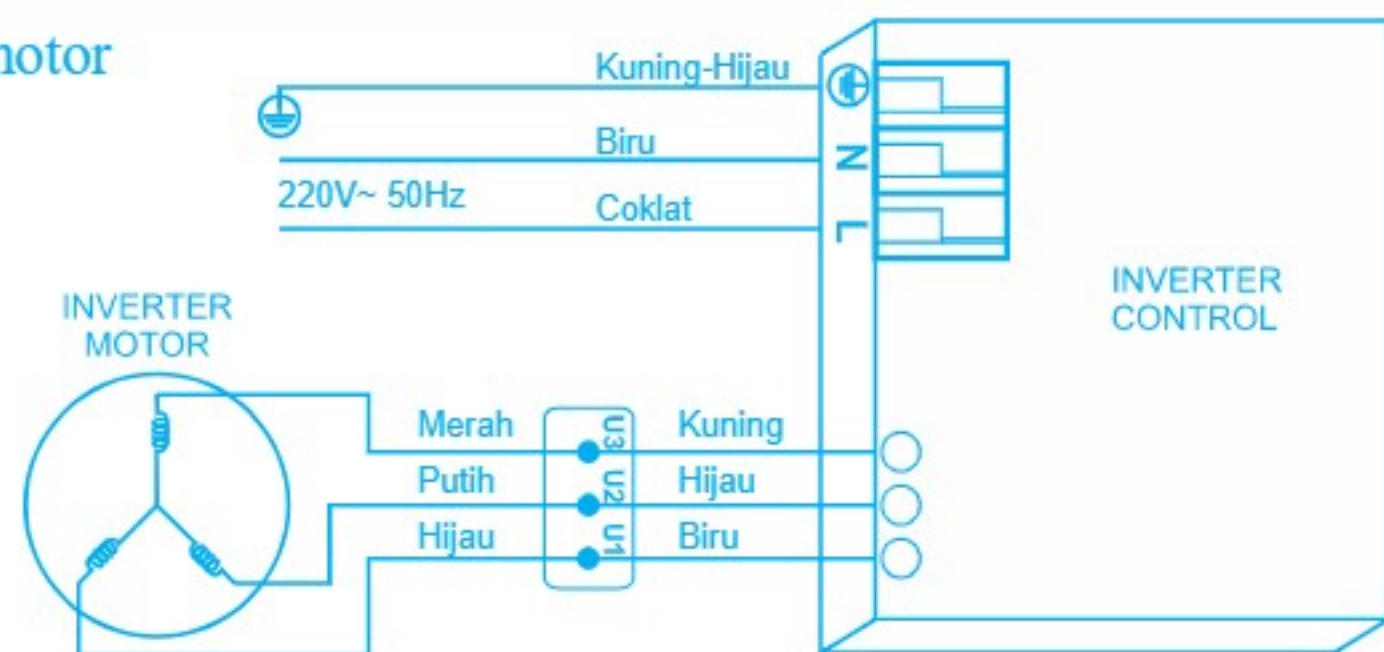 notor
Kuning-Hijau
N
Biru
220V~ 50Hz
Coklat
L
INVERTER
CONTROL
INVERTER
MOTOR
Merah
U3
Kuning
Putih
U2
Hijau
Hijau
U1
Biru